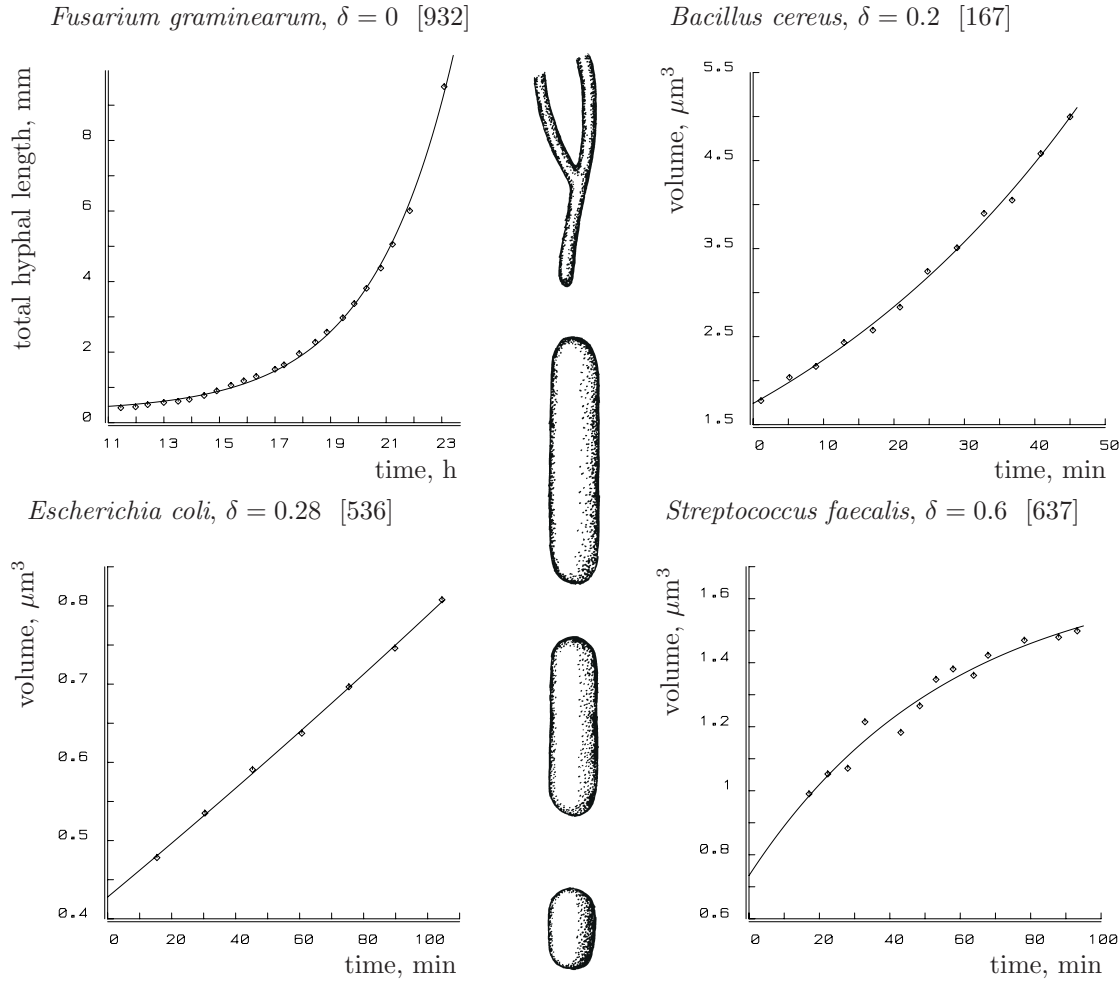 Fusarium graminearum, δ = 0 [932]
total hyphal length, mm
8
6
4
2
0
11 13 15 17 19 21 23
time, h
Bacillus cereus, δ = 0.2 [167]
volume, μm³
5.5
4.5
3.5
2.5
1.5
0 10 20 30 40 50
time, min
Escherichia coli, δ = 0.28 [536]
volume, μm³
0.8
0.7
0.6
0.5
0.4
0 20 40 60 80 100
time, min
Streptococcus faecalis, δ = 0.6 [637]
volume, μm³
1.6
1.4
1.2
1
0.8
0.6
0 20 40 60 80 100
time, min